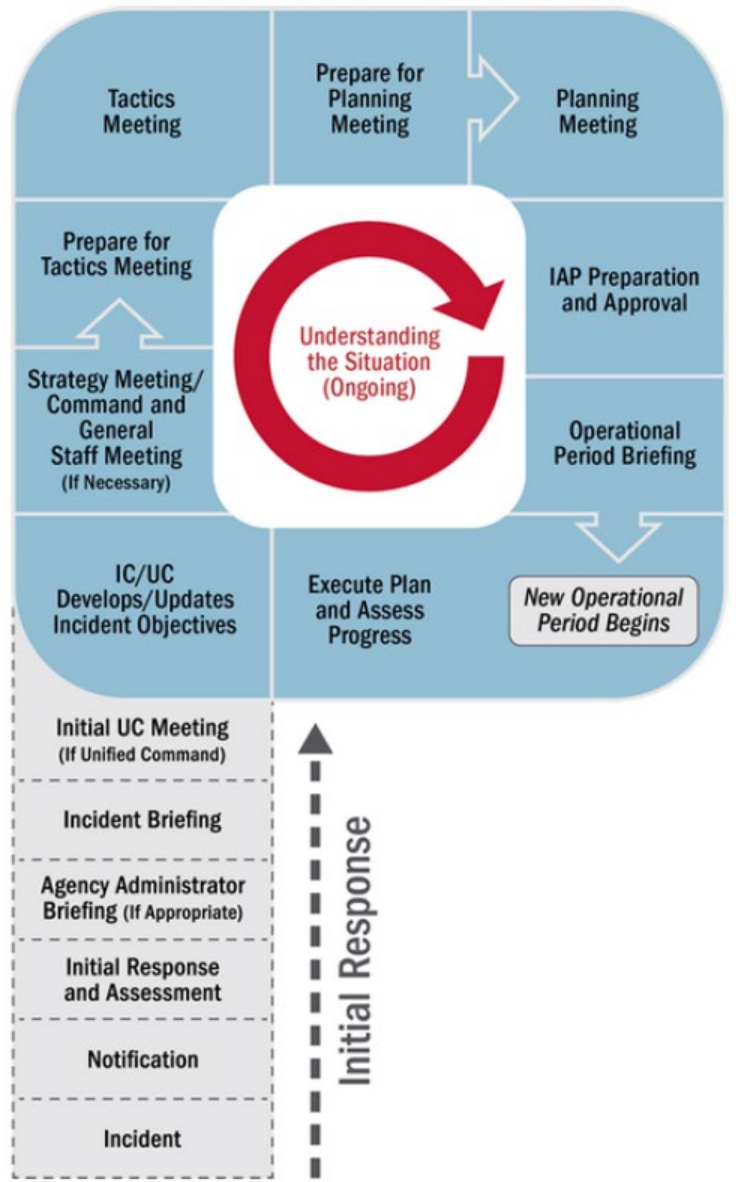 Tactics
Meeting
Prepare for
Planning
Meeting
Planning
Meeting
Prepare for
Tactics Meeting
IAP Preparation
and Approval
Understanding
the Situation
(Ongoing)
Strategy Meeting/
Command and
General
Staff Meeting
(If Necessary)
Operational
Period Briefing
IC/UC
Develops/Updates
Incident Objectives
Execute Plan
and Assess
Progress
New Operational
Period Begins
Initial UC Meeting
(If Unified Command)
Incident Briefing
Agency Administrator
Briefing (If Appropriate)
Initial Response
and Assessment
Notification
Incident
Initial Response